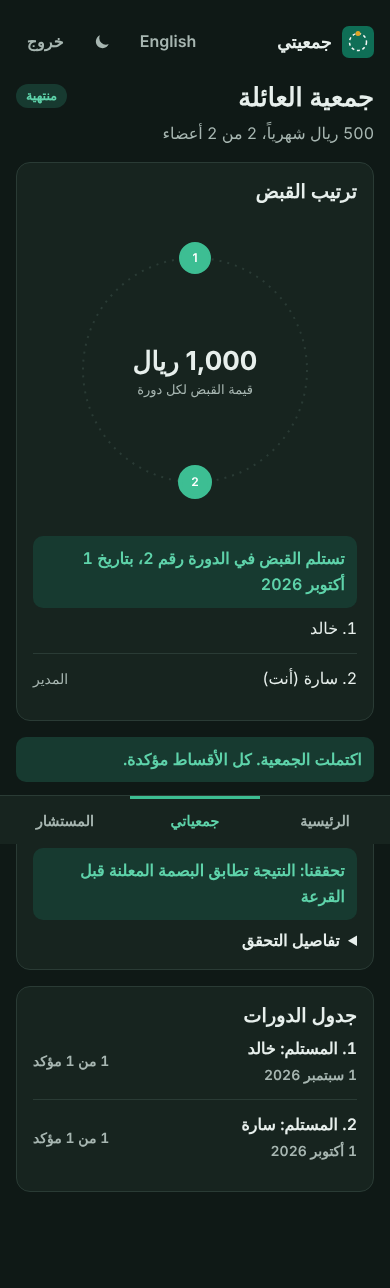 جمعيتي
English
خروج
جمعية العائلة
منتهية
500 ريال شهرياً، 2 من 2 أعضاء
ترتيب القبض
1
1,000 ريال
قيمة القبض لكل دورة
2
تستلم القبض في الدورة رقم 2، بتاريخ 1
أكتوبر 2026
1. خالد
2. سارة (أنت)
المدير
اكتملت الجمعية. كل الأقساط مؤكدة.
الرئيسية
جمعياتي
المستشار
تحققنا: النتيجة تطابق البصمة المعلنة قبل
القرعة
تفاصيل التحقق
جدول الدورات
1. المستلم: خالد
1 سبتمبر 2026
1 من 1 مؤكد
2. المستلم: سارة
1 أكتوبر 2026
1 من 1 مؤكد